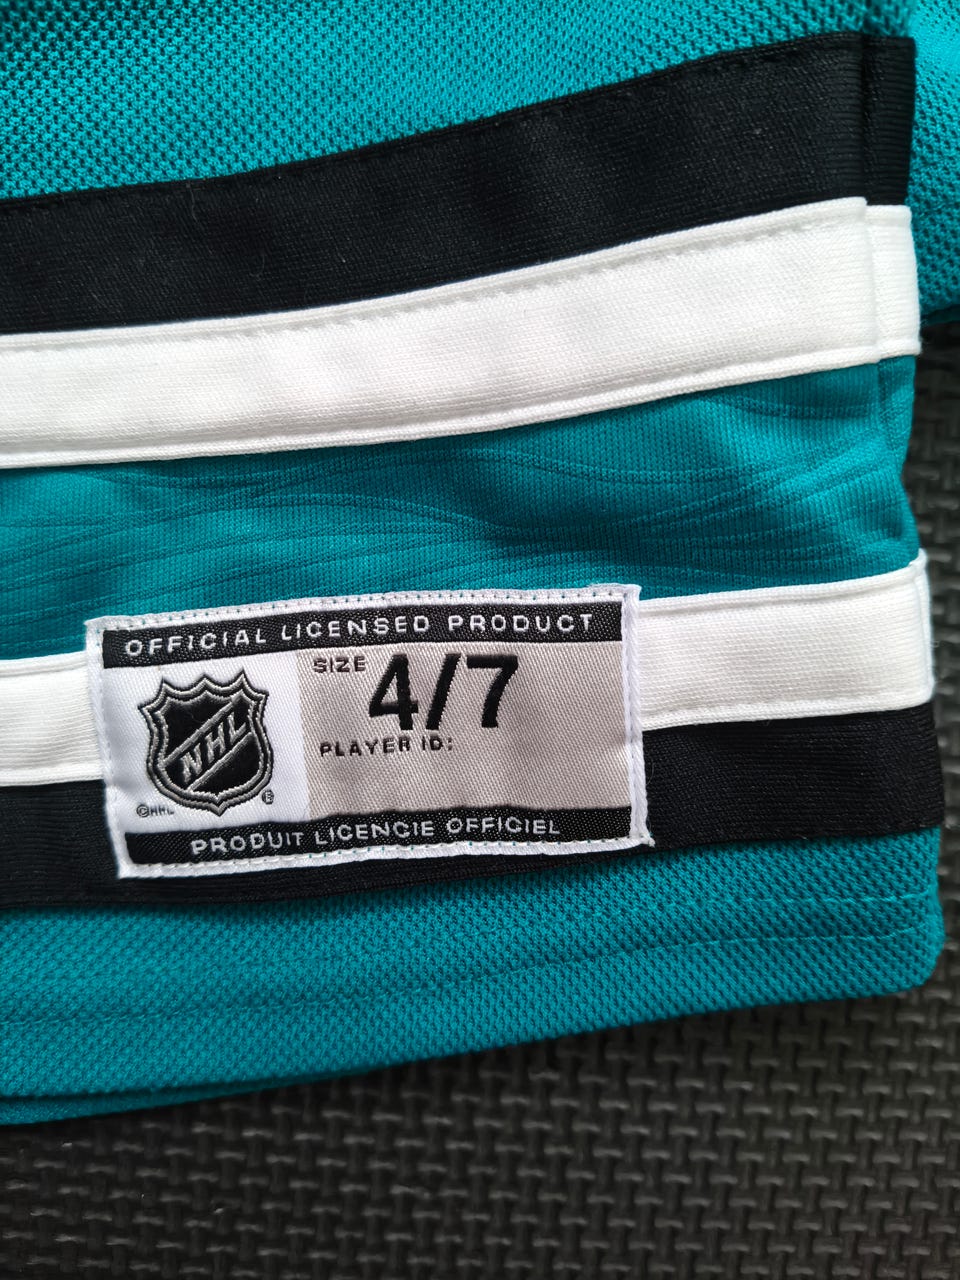 OFFICIAL LICENSED PRODUCT
SIZE 4/7
PLAYER ID:
NHL
©NHL
®
PRODUIT LICENCIE OFFICIEL